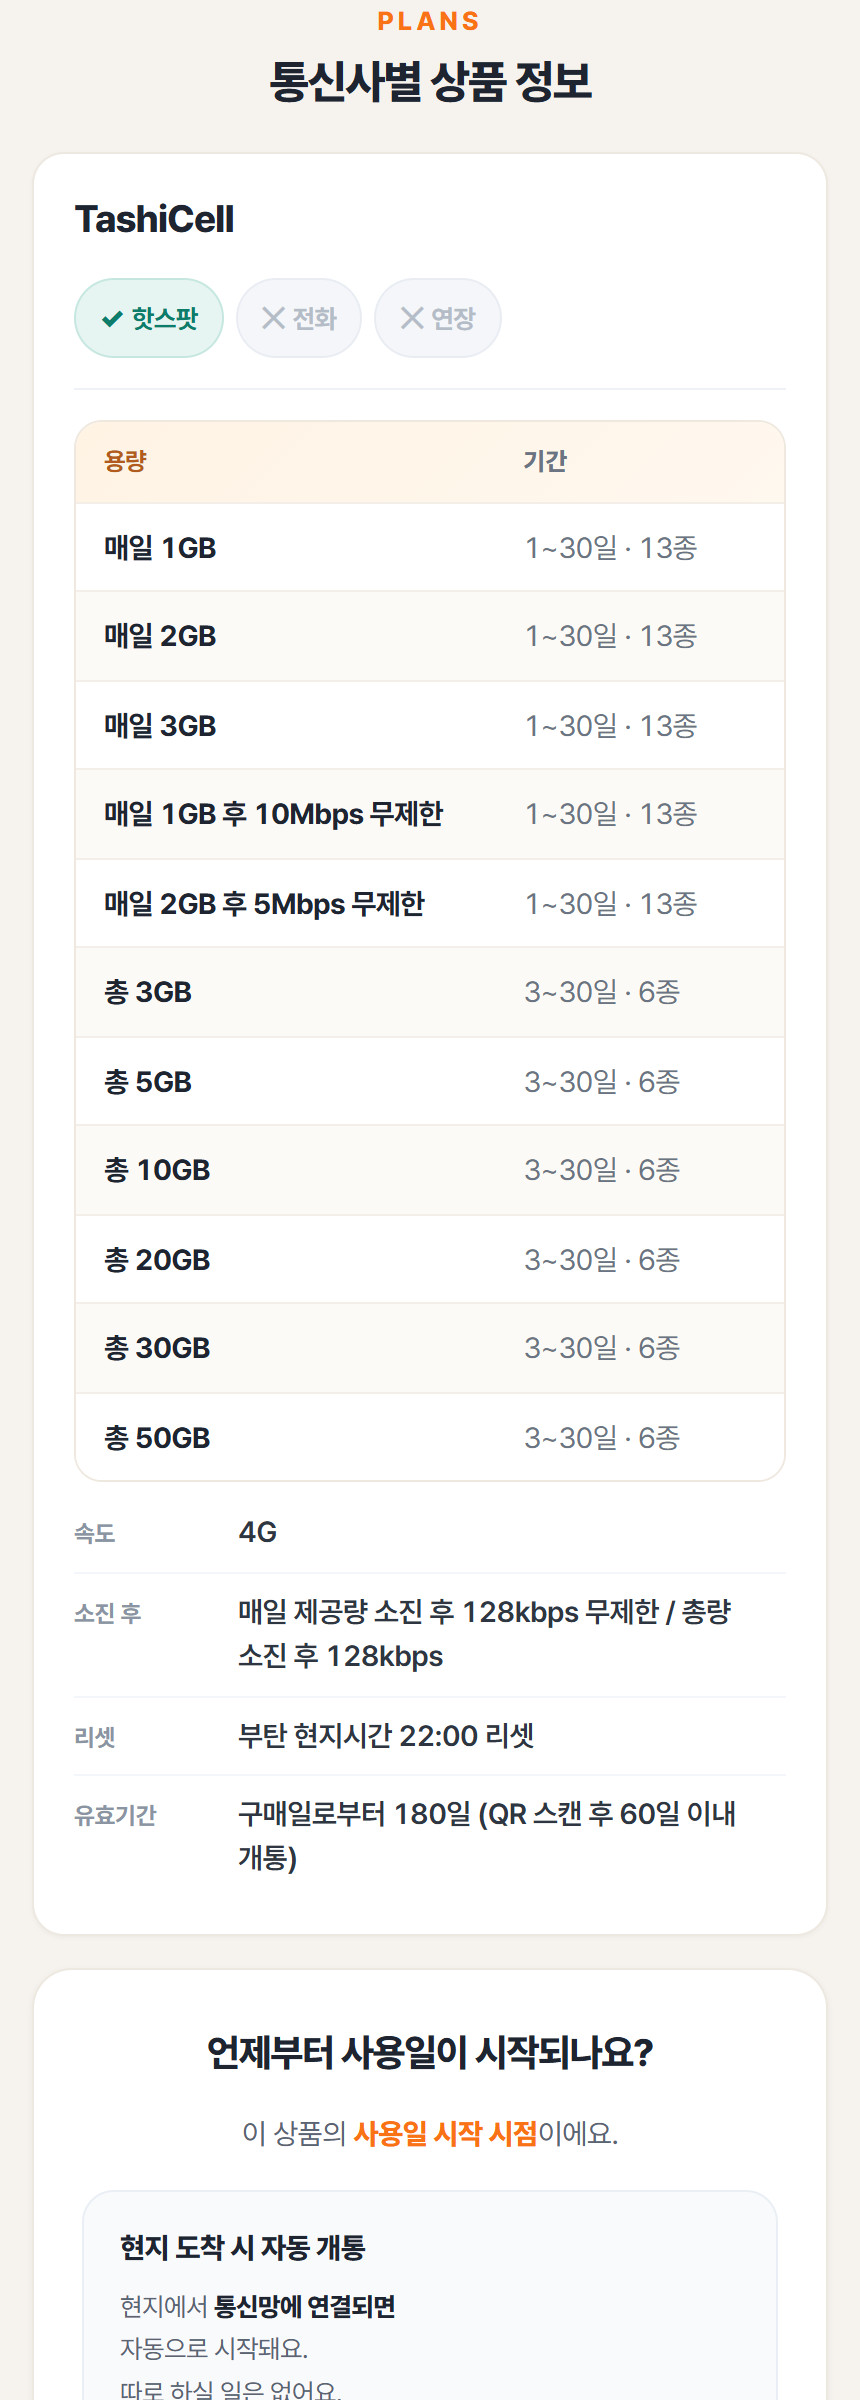 PLANS
통신사별 상품 정보
TashiCell
✓ 핫스팟 ✕ 전화 ✕ 연장
용량 기간
매일 1GB 1~30일 · 13종
매일 2GB 1~30일 · 13종
매일 3GB 1~30일 · 13종
매일 1GB 후 10Mbps 무제한 1~30일 · 13종
매일 2GB 후 5Mbps 무제한 1~30일 · 13종
총 3GB 3~30일 · 6종
총 5GB 3~30일 · 6종
총 10GB 3~30일 · 6종
총 20GB 3~30일 · 6종
총 30GB 3~30일 · 6종
총 50GB 3~30일 · 6종
속도 4G
소진 후 매일 제공량 소진 후 128kbps 무제한 / 총량
소진 후 128kbps
리셋 부탄 현지시간 22:00 리셋
유효기간 구매일로부터 180일 (QR 스캔 후 60일 이내
개통)
언제부터 사용일이 시작되나요?
이 상품의 사용일 시작 시점이에요.
현지 도착 시 자동 개통
현지에서 통신망에 연결되면
자동으로 시작돼요.
따로 하실 일은 없어요.